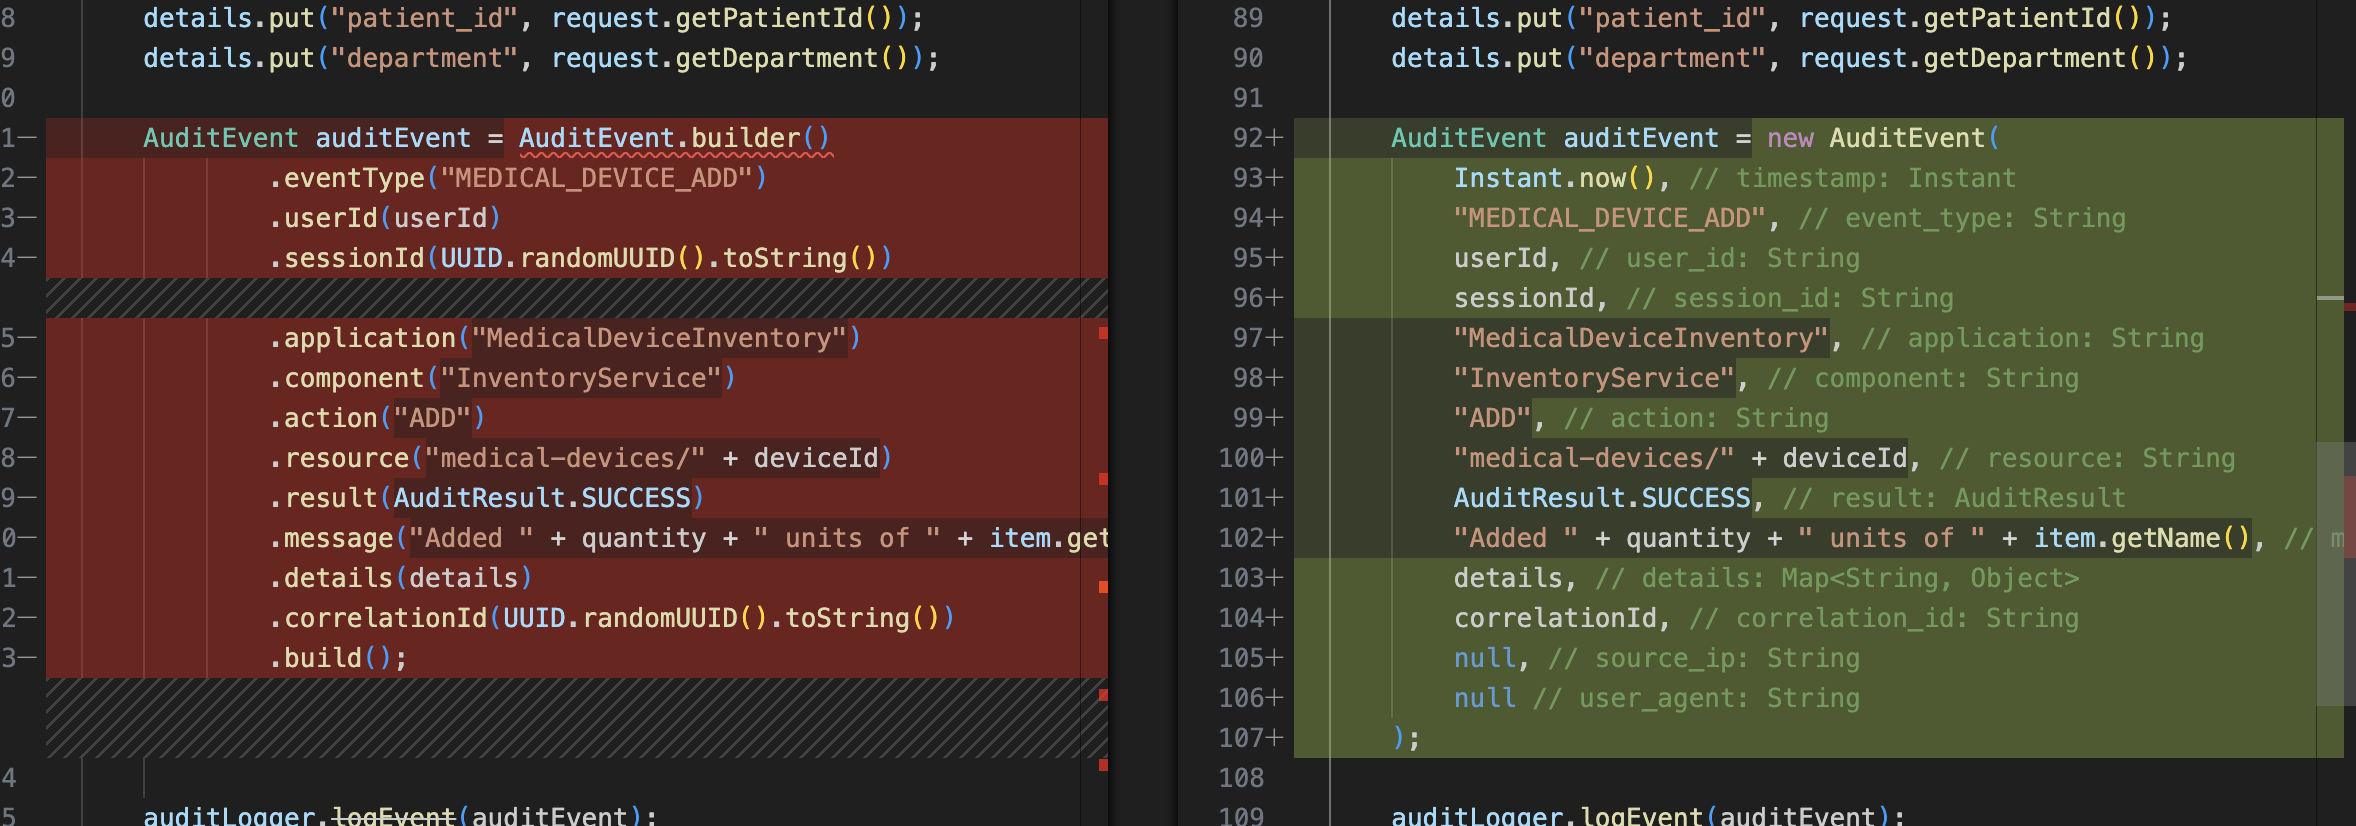 8 details.put("patient_id", request.getPatientId());
9 details.put("department", request.getDepartment());
0
1— AuditEvent auditEvent = AuditEvent.builder()
2— .eventType("MEDICAL_DEVICE_ADD")
3— .userId(userId)
4— .sessionId(UUID.randomUUID().toString())
5— .application("MedicalDeviceInventory")
6— .component("InventoryService")
7— .action("ADD")
8— .resource("medical-devices/" + deviceId)
9— .result(AuditResult.SUCCESS)
0— .message("Added " + quantity + " units of " + item.get
1— .details(details)
2— .correlationId(UUID.randomUUID().toString())
3— .build();
4
5 auditLogger.logEvent(auditEvent);
89 details.put("patient_id", request.getPatientId());
90 details.put("department", request.getDepartment());
91
92+ AuditEvent auditEvent = new AuditEvent(
93+ Instant.now(), // timestamp: Instant
94+ "MEDICAL_DEVICE_ADD", // event_type: String
95+ userId, // user_id: String
96+ sessionId, // session_id: String
97+ "MedicalDeviceInventory", // application: String
98+ "InventoryService", // component: String
99+ "ADD", // action: String
100+ "medical-devices/" + deviceId, // resource: String
101+ AuditResult.SUCCESS, // result: AuditResult
102+ "Added " + quantity + " units of " + item.getName(), // m
103+ details, // details: Map<String, Object>
104+ correlationId, // correlation_id: String
105+ null, // source_ip: String
106+ null // user_agent: String
107+ );
108
109 auditLogger.logEvent(auditEvent);